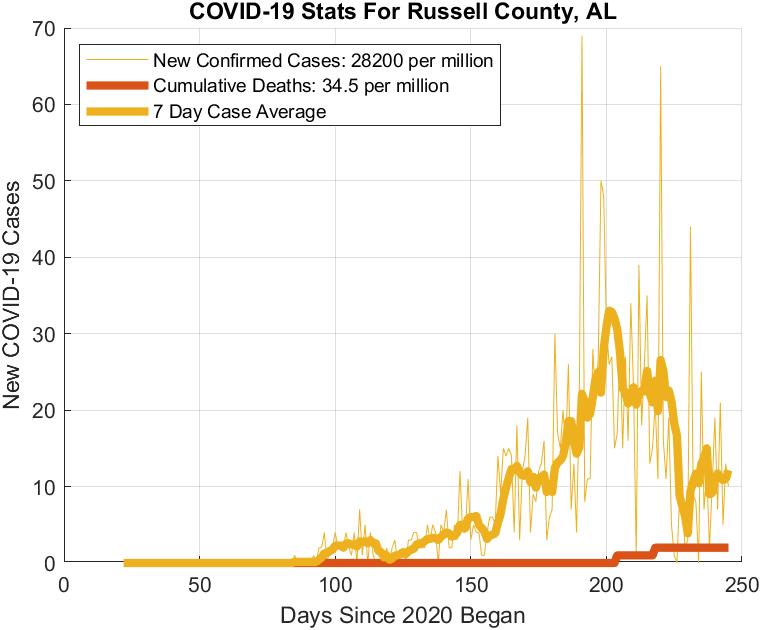 COVID-19 Stats For Russell County, AL
New Confirmed Cases: 28200 per million
Cumulative Deaths: 34.5 per million
7 Day Case Average
New COVID-19 Cases
70
60
50
40
30
20
10
0
0 50 100 150 200 250
Days Since 2020 Began